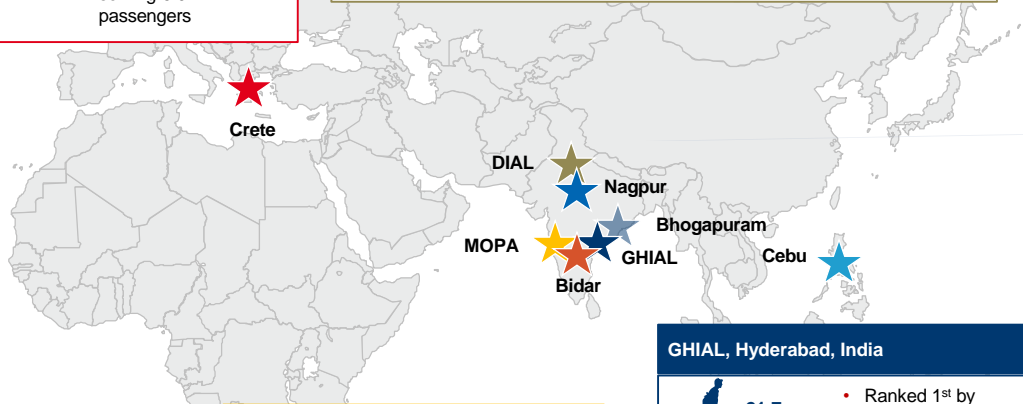 passengers
Crete
DIAL
Nagpur
Bhogapuram
MOPA
GHIAL
Cebu
Bidar
GHIAL, Hyderabad, India
Ranked 1st by